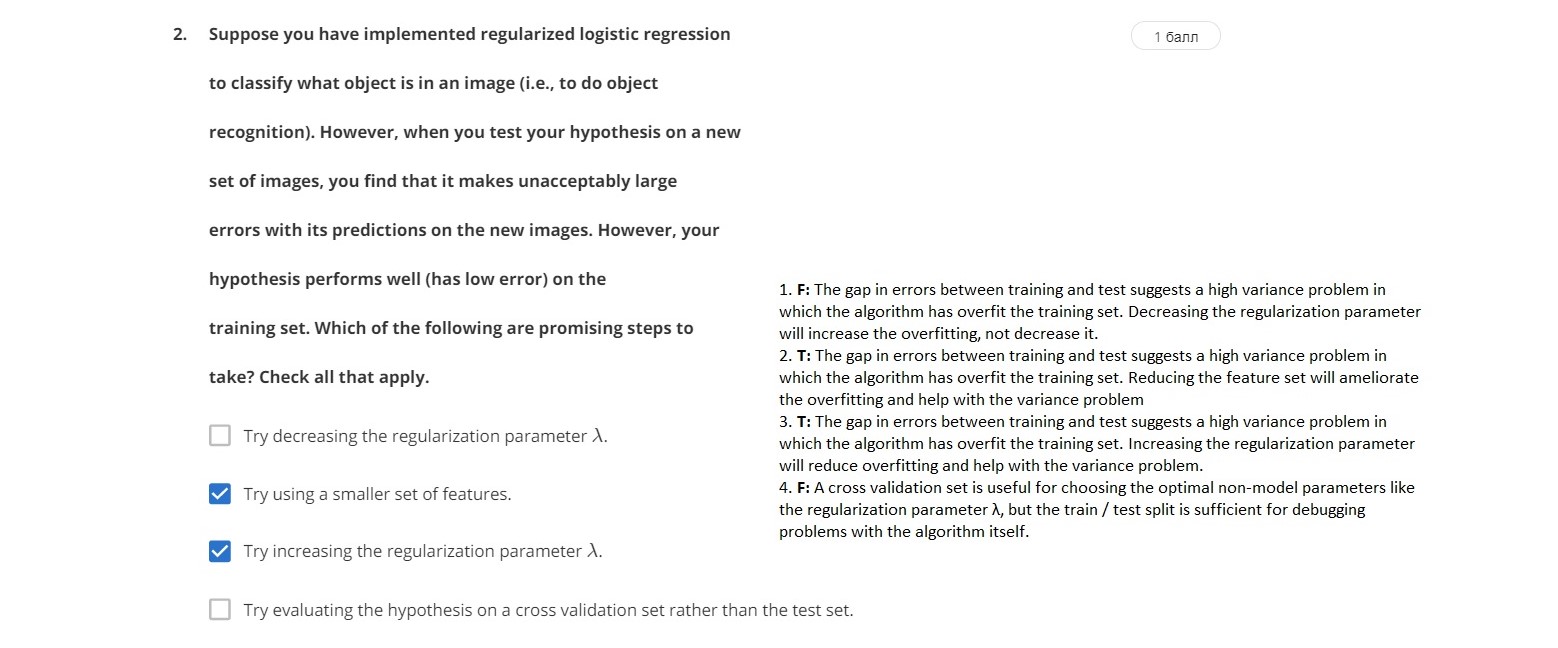 2. Suppose you have implemented regularized logistic regression
1 балл
to classify what object is in an image (i.e., to do object
recognition). However, when you test your hypothesis on a new
set of images, you find that it makes unacceptably large
errors with its predictions on the new images. However, your
hypothesis performs well (has low error) on the
training set. Which of the following are promising steps to
take? Check all that apply.
Try decreasing the regularization parameter λ.
Try using a smaller set of features.
Try increasing the regularization parameter λ.
Try evaluating the hypothesis on a cross validation set rather than the test set.
1. F: The gap in errors between training and test suggests a high variance problem in
which the algorithm has overfit the training set. Decreasing the regularization parameter
will increase the overfitting, not decrease it.
2. T: The gap in errors between training and test suggests a high variance problem in
which the algorithm has overfit the training set. Reducing the feature set will ameliorate
the overfitting and help with the variance problem
3. T: The gap in errors between training and test suggests a high variance problem in
which the algorithm has overfit the training set. Increasing the regularization parameter
will reduce overfitting and help with the variance problem.
4. F: A cross validation set is useful for choosing the optimal non-model parameters like
the regularization parameter λ, but the train / test split is sufficient for debugging
problems with the algorithm itself.